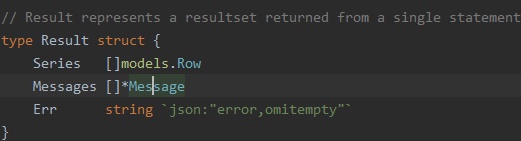 // Result represents a resultset returned from a single statement
type Result struct {
    Series   []models.Row
    Messages []*Message
    Err      string `json:"error,omitempty"`
}